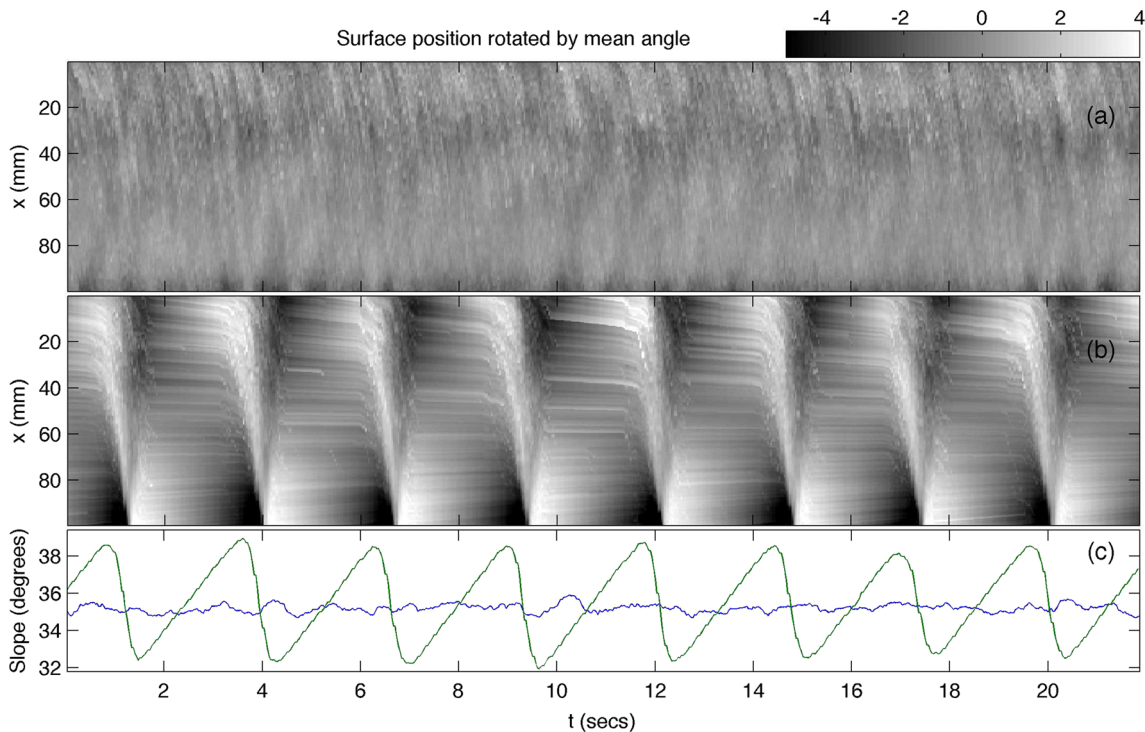 -4 -2 0 2 4
Surface position rotated by mean angle
(a)
x (mm)
20
40
60
80
(b)
x (mm)
20
40
60
80
(c)
Slope (degrees)
38
36
34
32
2 4 6 8 10 12 14 16 18 20
t (secs)